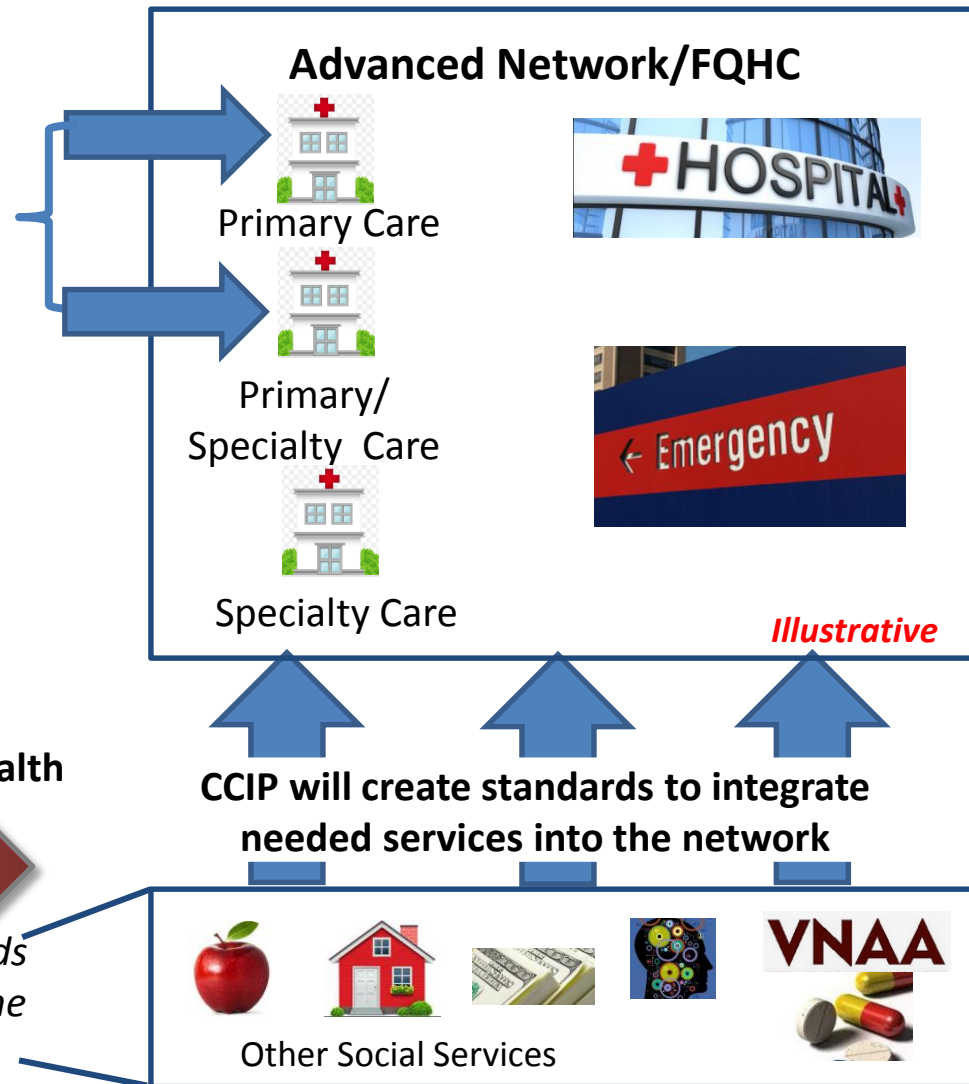 Advanced Network/FQHC
HOSPITAL
Primary Care
Primary/
Specialty Care
← Emergency
Specialty Care
Illustrative
CCIP will create standards to integrate
needed services into the network
VNAA
Other Social Services